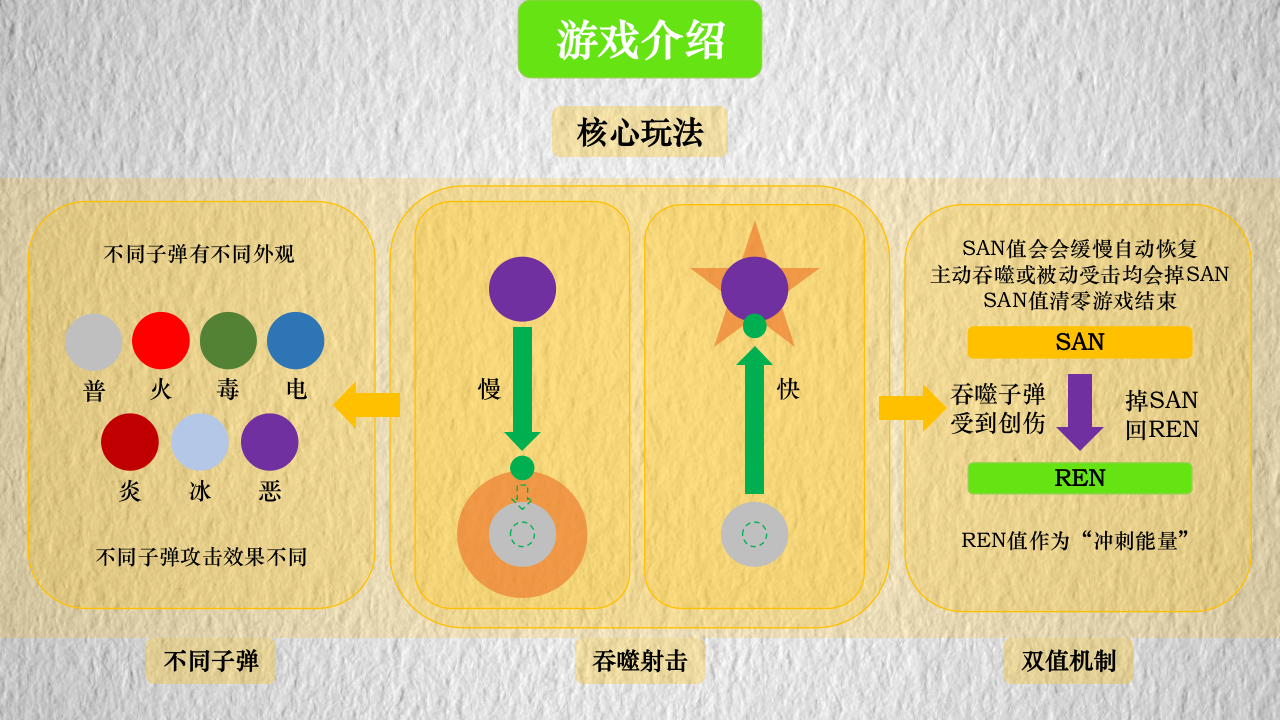 游戏介绍
核心玩法
不同子弹有不同外观
普
火
毒
电
炎
冰
恶
不同子弹攻击效果不同
不同子弹
慢
快
吞噬射击
SAN值会会缓慢自动恢复
主动吞噬或被动受击均会掉SAN
SAN值清零游戏结束
SAN
吞噬子弹
受到创伤
掉SAN
回REN
REN
REN值作为“冲刺能量”
双值机制